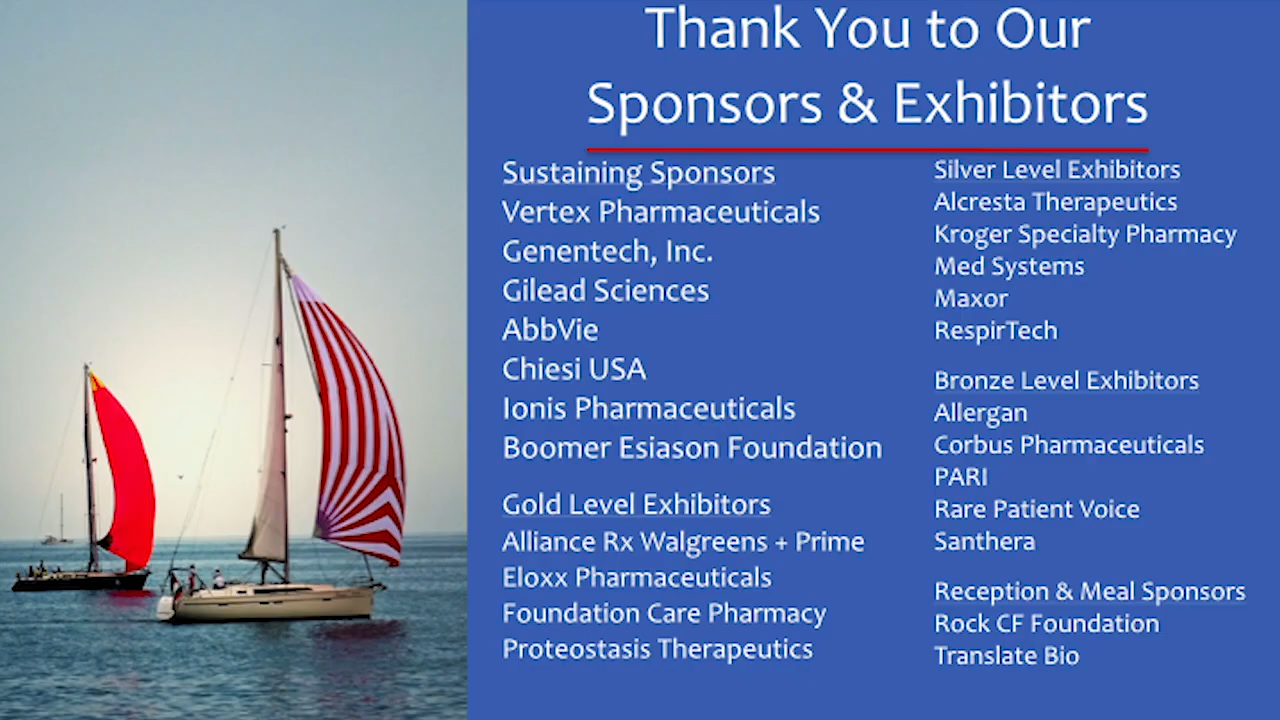 Thank You to Our
Sponsors & Exhibitors
Sustaining Sponsors
Vertex Pharmaceuticals
Genentech, Inc.
Gilead Sciences
AbbVie
Chiesi USA
Ionis Pharmaceuticals
Boomer Esiason Foundation
Gold Level Exhibitors
Alliance Rx Walgreens + Prime
Eloxx Pharmaceuticals
Foundation Care Pharmacy
Proteostasis Therapeutics
Silver Level Exhibitors
Alcresta Therapeutics
Kroger Specialty Pharmacy
Med Systems
Maxor
RespirTech
Bronze Level Exhibitors
Allergan
Corbus Pharmaceuticals
PARI
Rare Patient Voice
Santhera
Reception & Meal Sponsors
Rock CF Foundation
Translate Bio